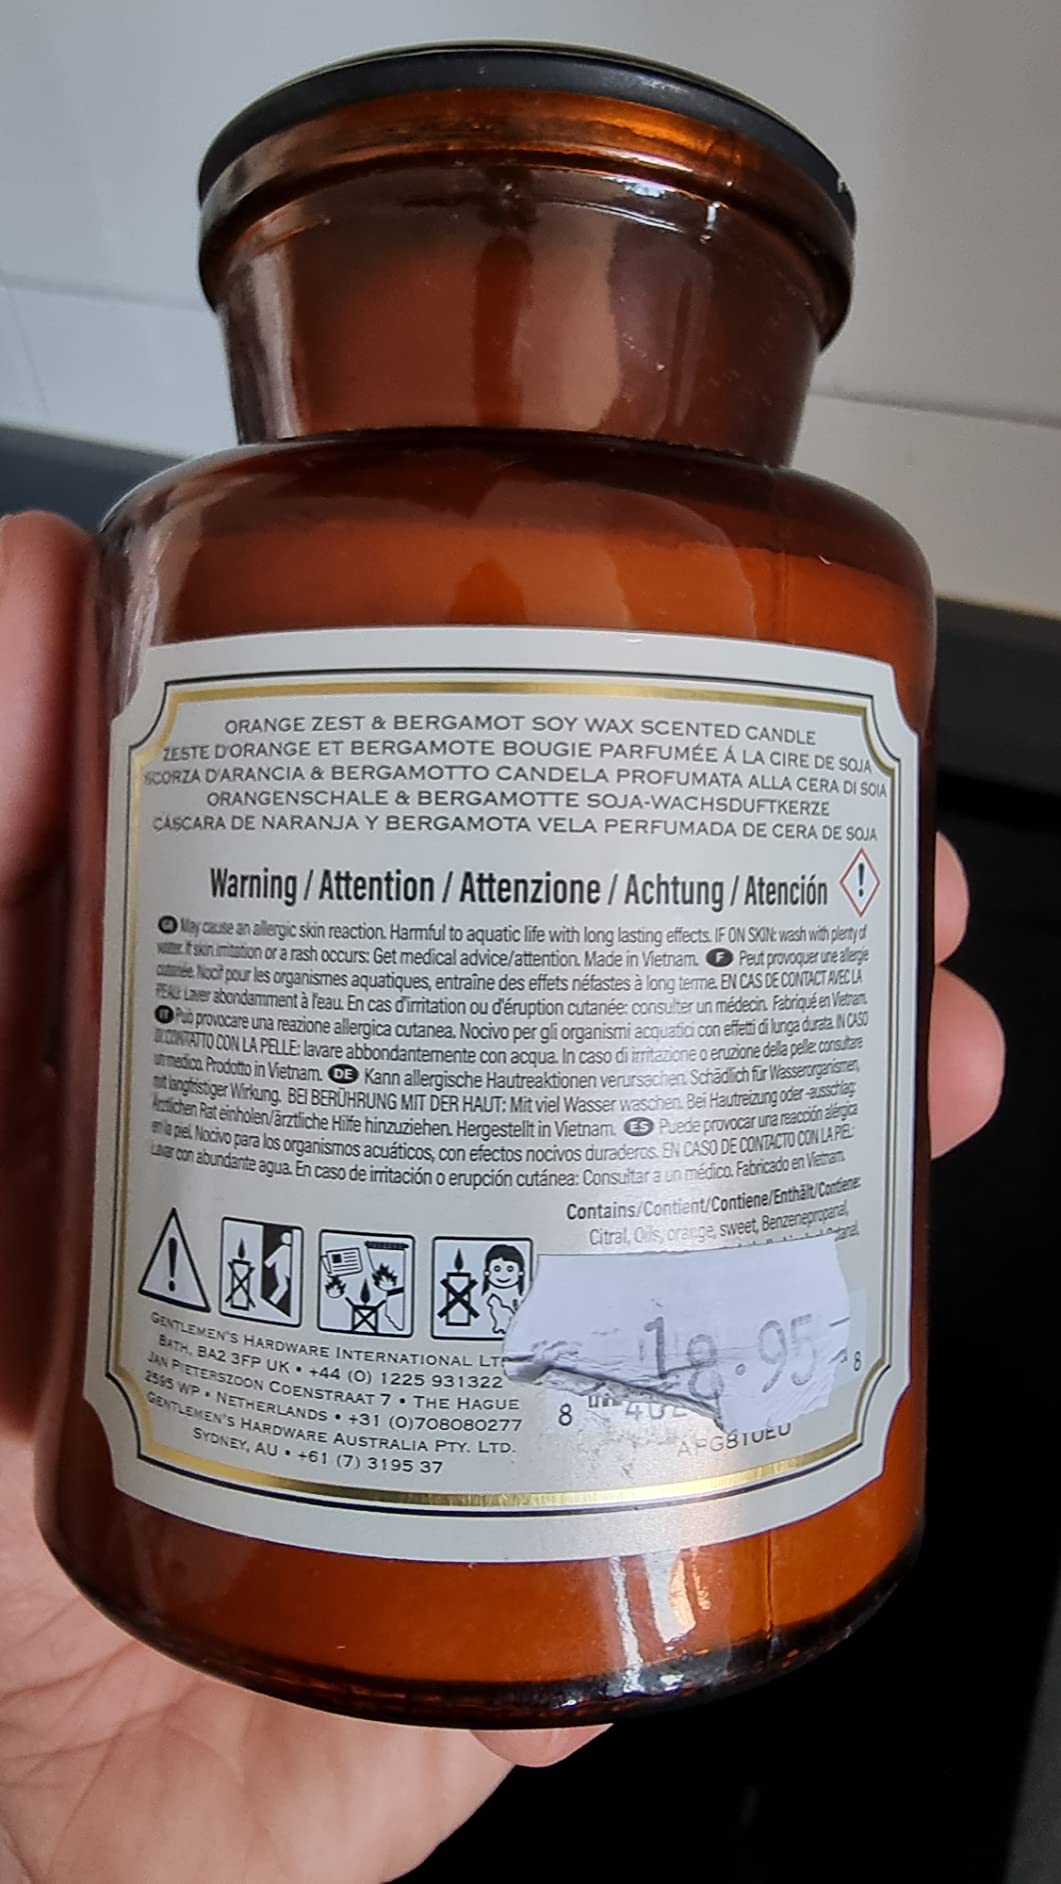 ORANGE ZEST & BERGAMOT SOY WAX SCENTED CANDLE
ZESTE D'ORANGE ET BERGAMOTE BOUGIE PARFUMÉE Á LA CIRE DE SOJA
SCORZA D'ARANCIA & BERGAMOTTO CANDELA PROFUMATA ALLA CERA DI SOIA
ORANGENSCHALE & BERGAMOTTE SOJA-WACHSDUFTKERZE
CÁSCARA DE NARANJA Y BERGAMOTA VELA PERFUMADA DE CERA DE SOJA
Warning / Attention / Attenzione / Achtung / Atención !
GB May cause an allergic skin reaction. Harmful to aquatic life with long lasting effects. IF ON SKIN: wash with plenty of
water. If skin irritation or a rash occurs: Get medical advice/attention. Made in Vietnam. F Peut provoquer une allergie
cutanée. Nocif pour les organismes aquatiques, entraîne des effets néfastes à long terme. EN CAS DE CONTACT AVEC LA
PEAU: Laver abondamment à l'eau. En cas d'irritation ou d'éruption cutanée: consulter un médecin. Fabriqué en Vietnam.
IT Può provocare una reazione allergica cutanea. Nocivo per gli organismi acquatici con effetti di lunga durata. IN CASO
DI CONTATTO CON LA PELLE: lavare abbondantemente con acqua. In caso di irritazione o eruzione della pelle: consultare
un medico. Prodotto in Vietnam. DE Kann allergische Hautreaktionen verursachen. Schädlich für Wasserorganismen,
mit langfristiger Wirkung. BEI BERÜHRUNG MIT DER HAUT: Mit viel Wasser waschen. Bei Hautreizung oder -ausschlag:
Ärztlichen Rat einholen/ärztliche Hilfe hinzuziehen. Hergestellt in Vietnam. ES Puede provocar una reacción alérgica
en la piel. Nocivo para los organismos acuáticos, con efectos nocivos duraderos. EN CASO DE CONTACTO CON LA PIEL:
Lavar con abundante agua. En caso de irritación o erupción cutánea: Consultar a un médico. Fabricado en Vietnam.
Contains/Contient/Contiene/Enthält/Contiene:
Citral, Oils, orange, sweet, Benzenepropanal,
!
GENTLEMEN'S HARDWARE INTERNATIONAL
BATH, BA2 3FP UK • +44 (0) 1225 931322
JAN PIETERSZOON COENSTRAAT 7 • THE HAGUE
2595 WP • NETHERLANDS • +31 (0)708080277
GENTLEMEN'S HARDWARE AUSTRALIA PTY. LTD.
SYDNEY, AU • +61 (7) 3195 37
18.95
8
8